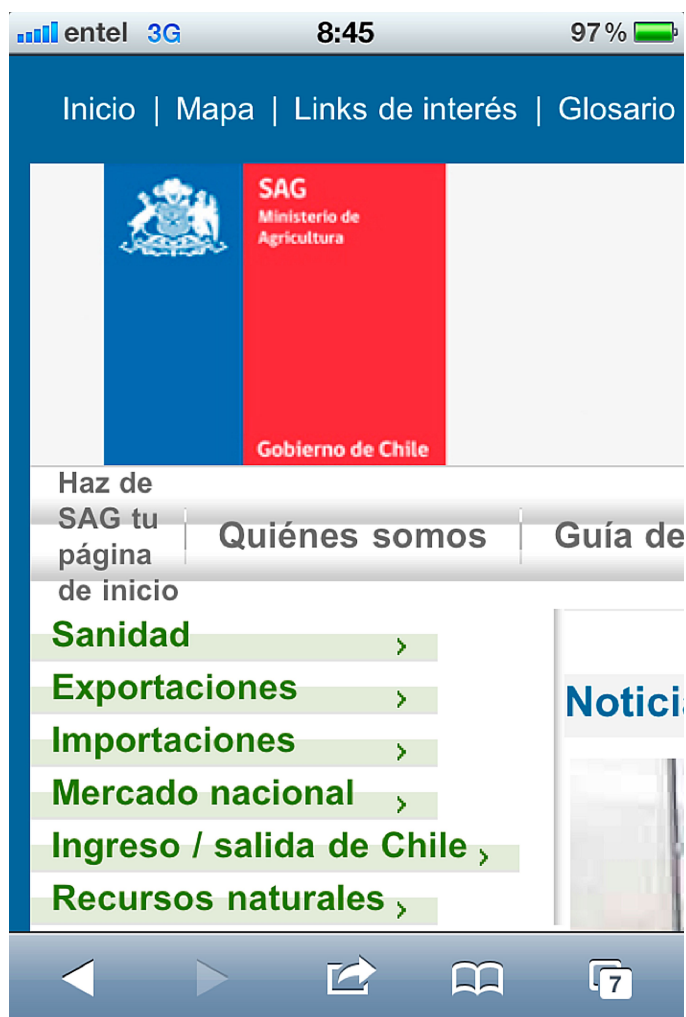 entel 3G 8:45 97%
Inicio | Mapa | Links de interés | Glosario
SAG
Ministerio de
Agricultura
Gobierno de Chile
Haz de
SAG tu
página
de inicio
Quiénes somos
Guía de
Sanidad
Exportaciones
Importaciones
Mercado nacional
Ingreso / salida de Chile
Recursos naturales
Notici
7